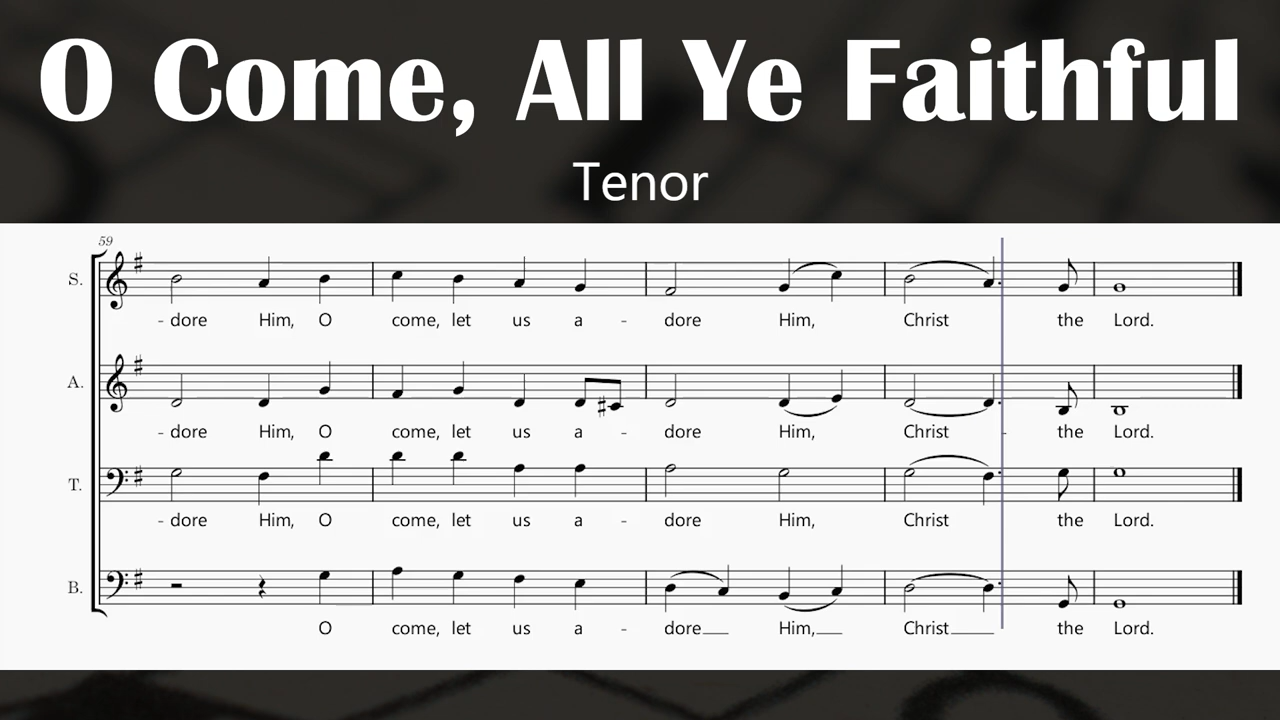 O Come, All Ye Faithful
Tenor
59
S.
- dore Him, O come, let us a - dore Him, Christ the Lord.
A.
- dore Him, O come, let us a - dore Him, Christ - the Lord.
T.
- dore Him, O come, let us a - dore Him, Christ the Lord.
B.
O come, let us a - dore Him, Christ the Lord.